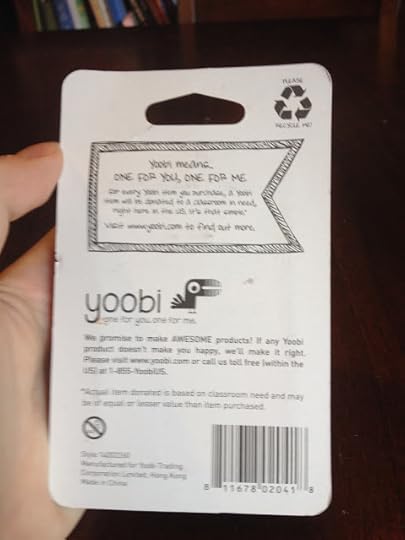 PLEASE
RECYCLE ME!
Yoobi means...
ONE FOR YOU, ONE FOR ME
For every Yoobi item you purchase, a Yoobi
item will be donated to a classroom in need,
right here in the US. It's that simple.*
Visit www.yoobi.com to find out more.
yoobi
one for you. one for me.
We promise to make AWESOME products! If any Yoobi
product doesn't make you happy, we'll make it right.
Please visit www.yoobi.com or call us toll free (within the
US) at 1-855-YoobiUS.
*Actual item donated is based on classroom need and may
be of equal or lesser value than item purchased.
Manufactured for Yoobi Trading
Corporation Limited, Hong Kong
Made in China
8 11678 02041 8